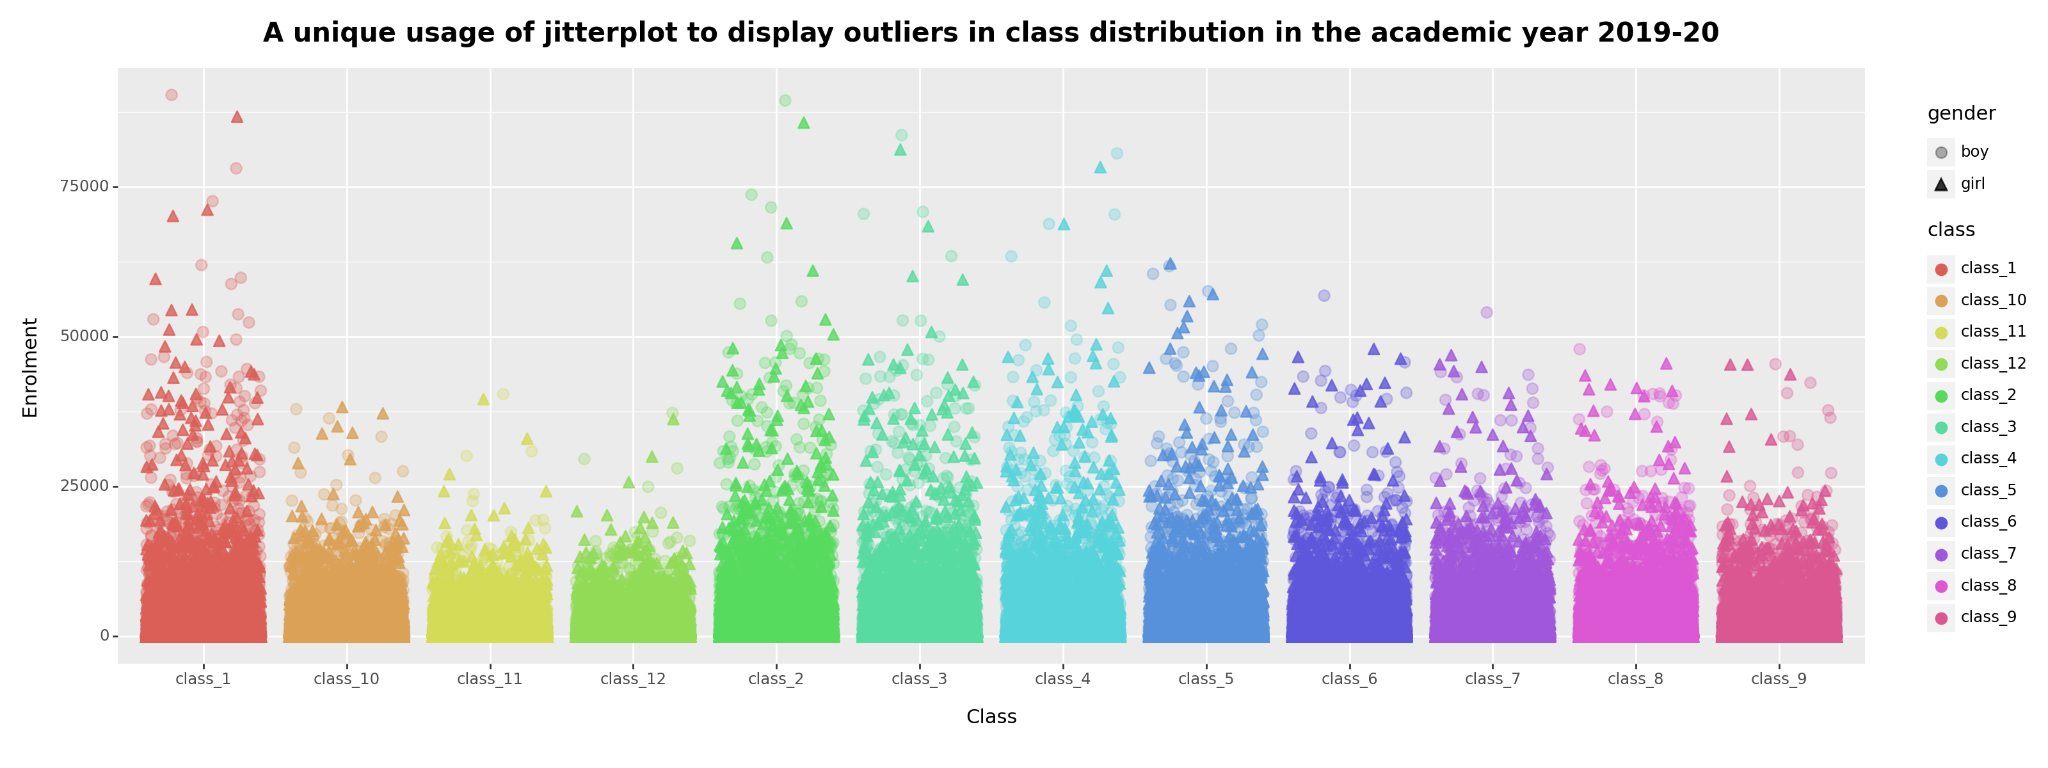 A unique usage of jitterplot to display outliers in class distribution in the academic year 2019-20
Enrolment
75000
50000
25000
0
class_1 class_10 class_11 class_12 class_2 class_3 class_4 class_5 class_6 class_7 class_8 class_9
Class
gender
boy
girl
class
class_1
class_10
class_11
class_12
class_2
class_3
class_4
class_5
class_6
class_7
class_8
class_9